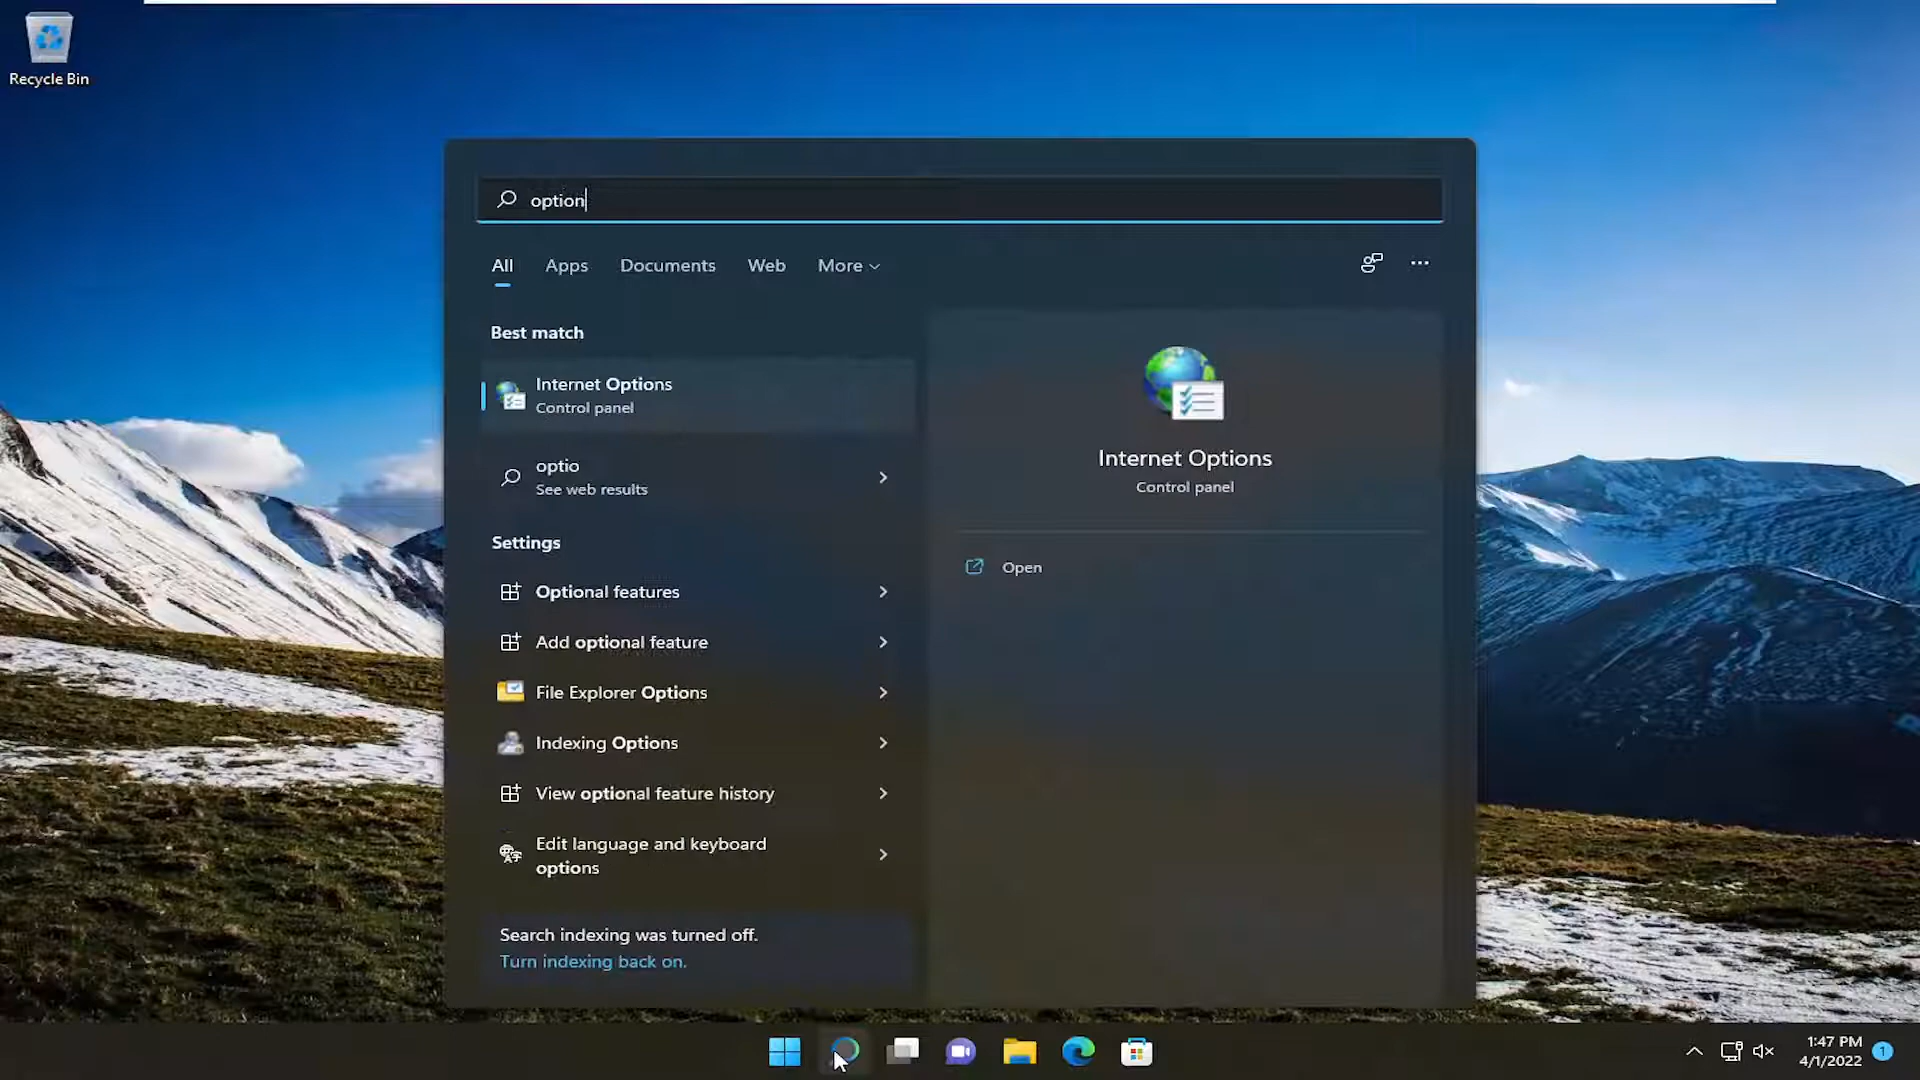 Recycle Bin
option
All Apps Documents Web More
Best match
Internet Options
Control panel
optio
See web results
Settings
Optional features
Add optional feature
File Explorer Options
Indexing Options
View optional feature history
Edit language and keyboard
options
Search indexing was turned off.
Turn indexing back on.
Internet Options
Control panel
Open
1:47 PM
4/1/2022
1